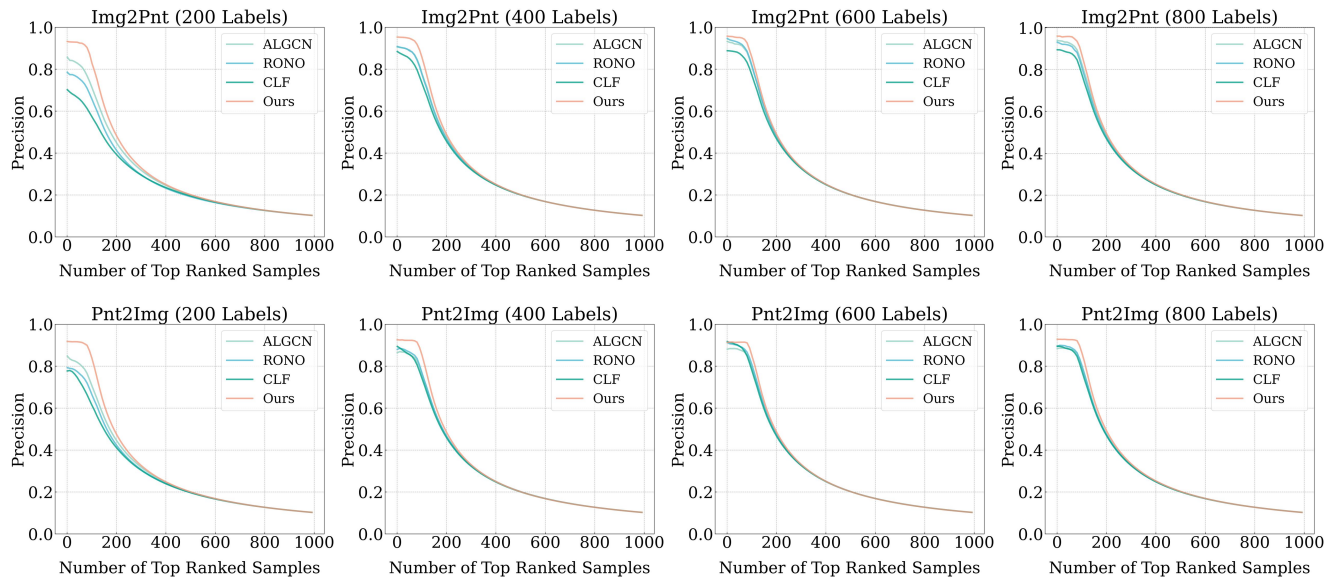 Img2Pnt (200 Labels)
1.0
0.8
0.6
0.4
0.2
0.0
Precision
ALGCN
RONO
CLF
Ours
0 200 400 600 800 1000
Number of Top Ranked Samples
Img2Pnt (400 Labels)
1.0
0.8
0.6
0.4
0.2
0.0
Precision
ALGCN
RONO
CLF
Ours
0 200 400 600 800 1000
Number of Top Ranked Samples
Img2Pnt (600 Labels)
1.0
0.8
0.6
0.4
0.2
0.0
Precision
ALGCN
RONO
CLF
Ours
0 200 400 600 800 1000
Number of Top Ranked Samples
Img2Pnt (800 Labels)
1.0
0.8
0.6
0.4
0.2
0.0
Precision
ALGCN
RONO
CLF
Ours
0 200 400 600 800 1000
Number of Top Ranked Samples
Pnt2Img (200 Labels)
1.0
0.8
0.6
0.4
0.2
0.0
Precision
ALGCN
RONO
CLF
Ours
0 200 400 600 800 1000
Number of Top Ranked Samples
Pnt2Img (400 Labels)
1.0
0.8
0.6
0.4
0.2
0.0
Precision
ALGCN
RONO
CLF
Ours
0 200 400 600 800 1000
Number of Top Ranked Samples
Pnt2Img (600 Labels)
1.0
0.8
0.6
0.4
0.2
0.0
Precision
ALGCN
RONO
CLF
Ours
0 200 400 600 800 1000
Number of Top Ranked Samples
Pnt2Img (800 Labels)
1.0
0.8
0.6
0.4
0.2
0.0
Precision
ALGCN
RONO
CLF
Ours
0 200 400 600 800 1000
Number of Top Ranked Samples